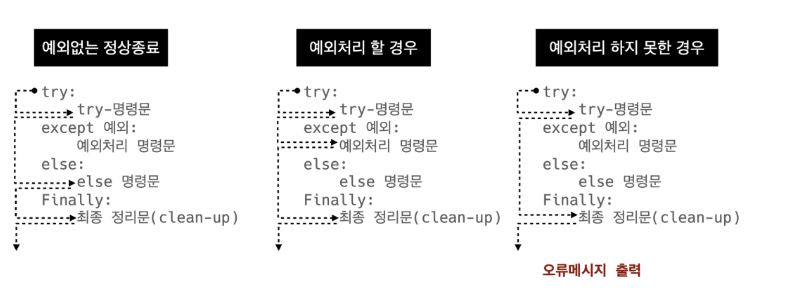 예외없는 정상종료
try:
try-명령문
except 예외:
예외처리 명령문
else:
else 명령문
Finally:
최종 정리문(clean-up)
예외처리 할 경우
try:
try-명령문
except 예외:
예외처리 명령문
else:
else 명령문
Finally:
최종 정리문(clean-up)
예외처리 하지 못한 경우
try:
try-명령문
except 예외:
예외처리 명령문
else:
else 명령문
Finally:
최종 정리문(clean-up)
오류메시지 출력